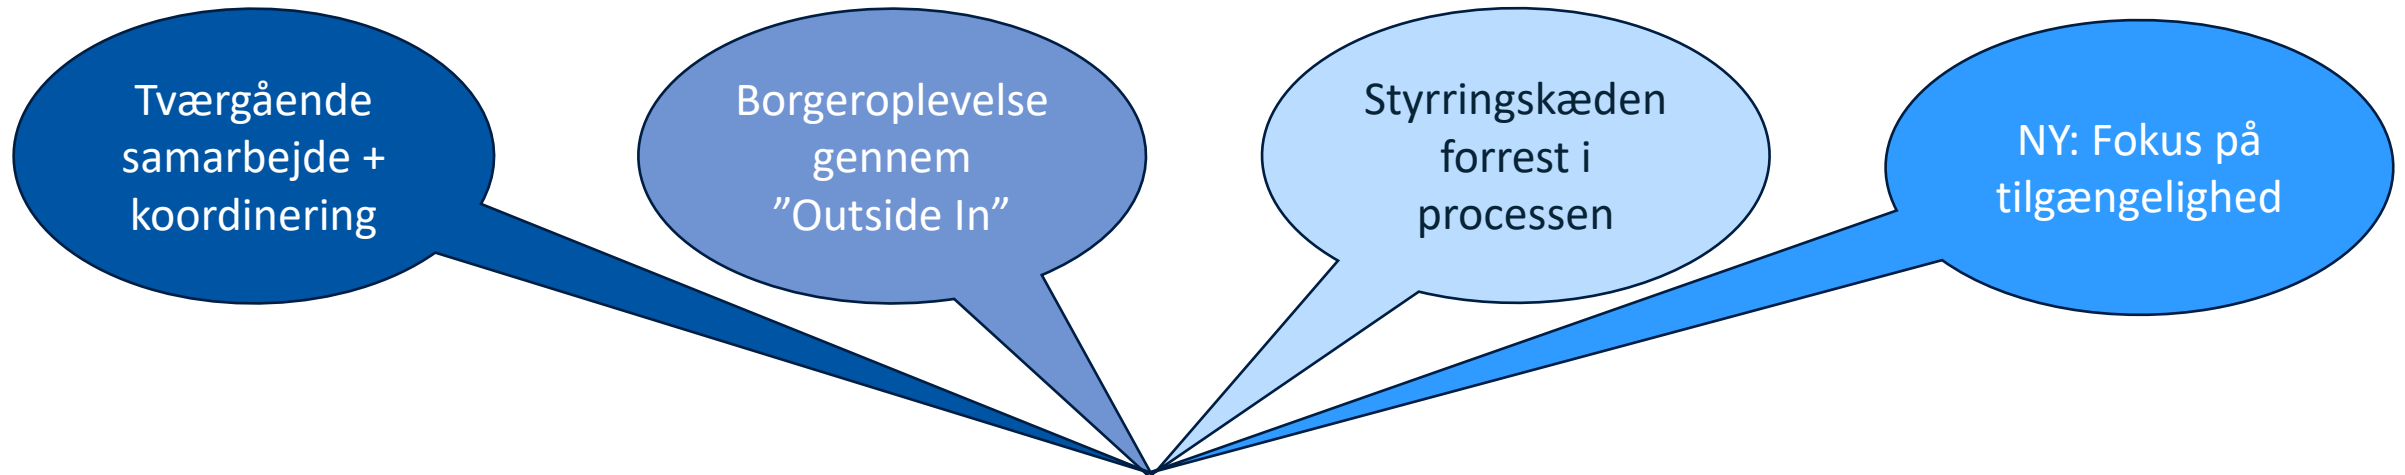 Tværgående
samarbejde +
koordinering
Borgeroplevelse
gennem
”Outside In”
Styrringskæden
forrest i
processen
NY: Fokus på
tilgængelighed